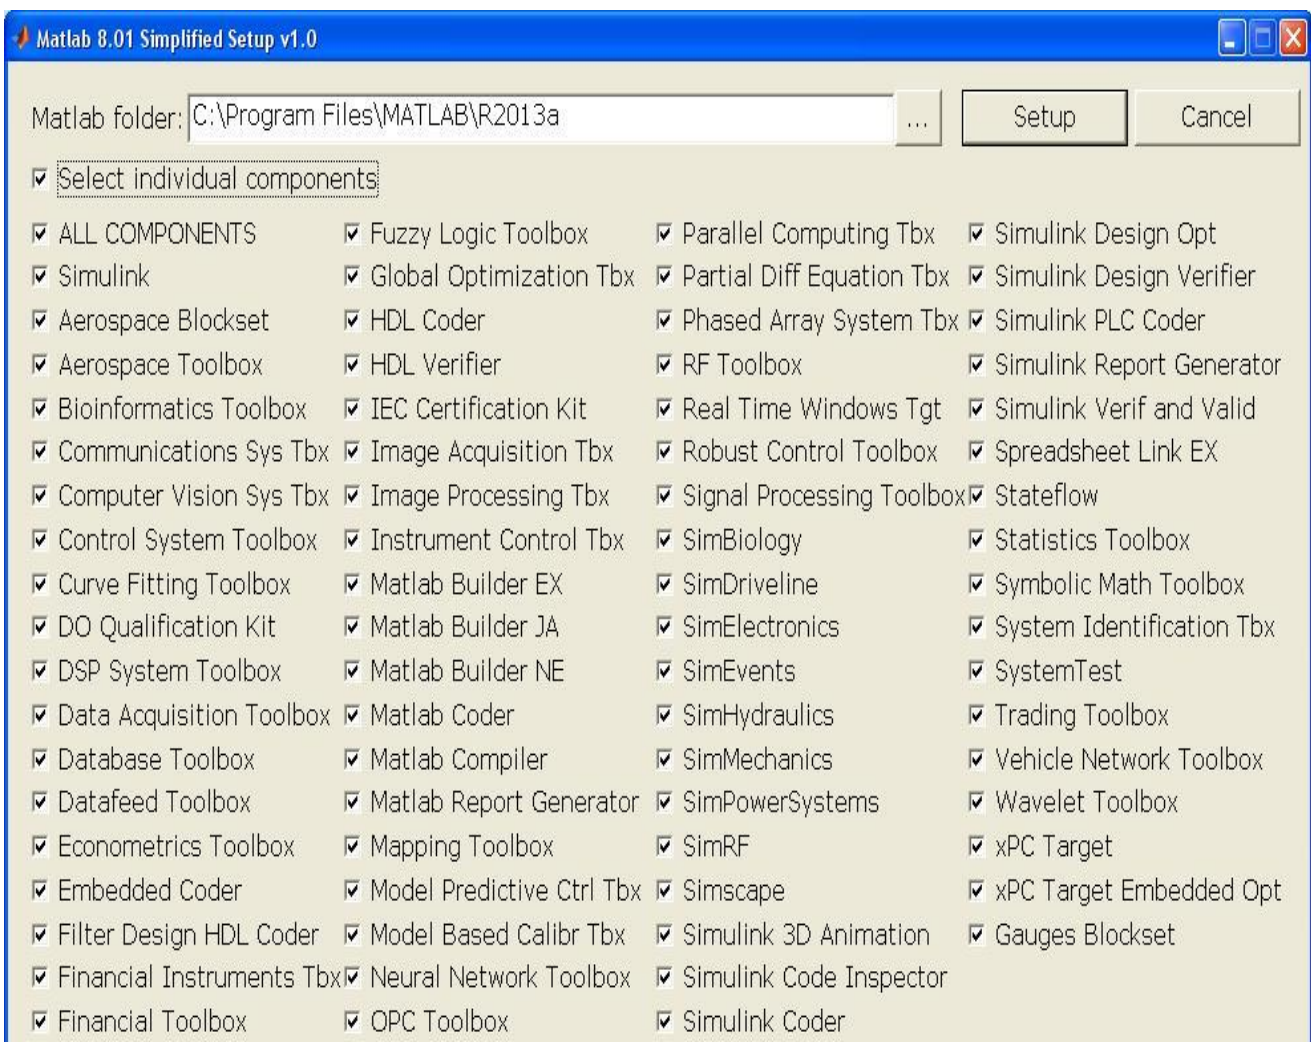 Matlab 8.01 Simplified Setup v1.0
Matlab folder: C:\Program Files\MATLAB\R2013a ... Setup Cancel
Select individual components
ALL COMPONENTS Fuzzy Logic Toolbox Parallel Computing Tbx Simulink Design Opt
Simulink Global Optimization Tbx Partial Diff Equation Tbx Simulink Design Verifier
Aerospace Blockset HDL Coder Phased Array System Tbx Simulink PLC Coder
Aerospace Toolbox HDL Verifier RF Toolbox Simulink Report Generator
Bioinformatics Toolbox IEC Certification Kit Real Time Windows Tgt Simulink Verif and Valid
Communications Sys Tbx Image Acquisition Tbx Robust Control Toolbox Spreadsheet Link EX
Computer Vision Sys Tbx Image Processing Tbx Signal Processing Toolbox Stateflow
Control System Toolbox Instrument Control Tbx SimBiology Statistics Toolbox
Curve Fitting Toolbox Matlab Builder EX SimDriveline Symbolic Math Toolbox
DO Qualification Kit Matlab Builder JA SimElectronics System Identification Tbx
DSP System Toolbox Matlab Builder NE SimEvents SystemTest
Data Acquisition Toolbox Matlab Coder SimHydraulics Trading Toolbox
Database Toolbox Matlab Compiler SimMechanics Vehicle Network Toolbox
Datafeed Toolbox Matlab Report Generator SimPowerSystems Wavelet Toolbox
Econometrics Toolbox Mapping Toolbox SimRF xPC Target
Embedded Coder Model Predictive Ctrl Tbx Simscape xPC Target Embedded Opt
Filter Design HDL Coder Model Based Calibr Tbx Simulink 3D Animation Gauges Blockset
Financial Instruments Tbx Neural Network Toolbox Simulink Code Inspector
Financial Toolbox OPC Toolbox Simulink Coder